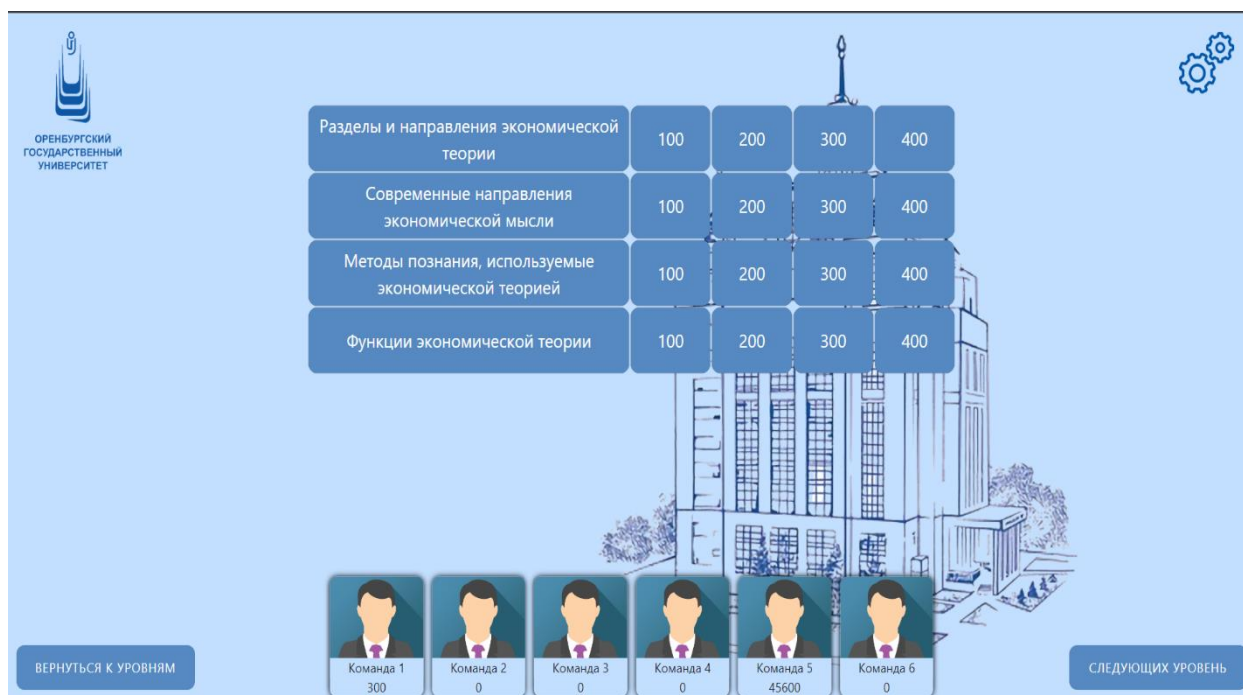 ОРЕНБУРГСКИЙ
ГОСУДАРСТВЕННЫЙ
УНИВЕРСИТЕТ
Разделы и направления экономической
теории
100 200 300 400
Современные направления
экономической мысли
100 200 300 400
Методы познания, используемые
экономической теорией
100 200 300 400
Функции экономической теории 100 200 300 400
Команда 1 Команда 2 Команда 3 Команда 4 Команда 5 Команда 6
300 0 0 0 45600 0
ВЕРНУТЬСЯ К УРОВНЯМ
СЛЕДУЮЩИХ УРОВЕНЬ